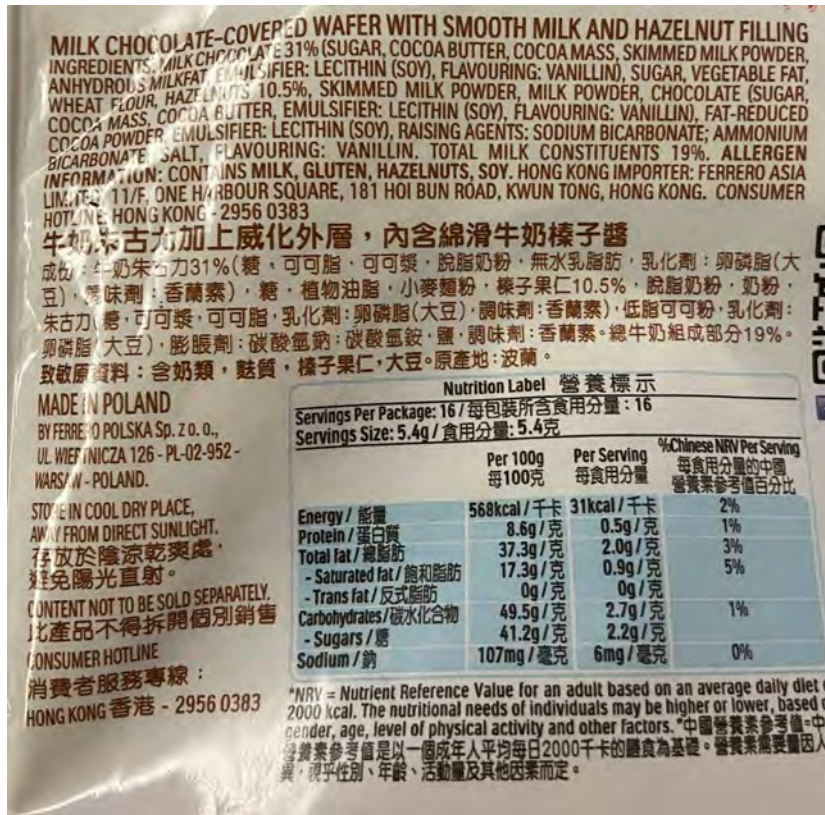 MILK CHOCOLATE-COVERED WAFER WITH SMOOTH MILK AND HAZELNUT FILLING
INGREDIENTS: MILK CHOCOLATE 31% (SUGAR, COCOA BUTTER, COCOA MASS, SKIMMED MILK POWDER,
ANHYDROUS MILKFAT, EMULSIFIER: LECITHIN (SOY), FLAVOURING: VANILLIN), SUGAR, VEGETABLE FAT,
WHEAT FLOUR, HAZELNUTS 10.5%, SKIMMED MILK POWDER, MILK POWDER, CHOCOLATE (SUGAR,
COCOA MASS, COCOA BUTTER, EMULSIFIER: LECITHIN (SOY), FLAVOURING: VANILLIN), FAT-REDUCED
COCOA POWDER, EMULSIFIER: LECITHIN (SOY), RAISING AGENTS: SODIUM BICARBONATE; AMMONIUM
BICARBONATE, SALT, FLAVOURING: VANILLIN. TOTAL MILK CONSTITUENTS 19%. ALLERGEN
INFORMATION: CONTAINS MILK, GLUTEN, HAZELNUTS, SOY. HONG KONG IMPORTER: FERRERO ASIA
LIMITED, 11/F, ONE HARBOUR SQUARE, 181 HOI BUN ROAD, KWUN TONG, HONG KONG. CONSUMER
HOTLINE: HONG KONG - 2956 0383
牛奶朱古力加上威化外層，內含綿滑牛奶榛子醬
成份：牛奶朱古力31%(糖．可可脂．可可漿．脫脂奶粉．無水乳脂肪．乳化劑：卵磷脂(大
豆)．調味劑：香蘭素)．糖．植物油脂．小麥麵粉．榛子果仁10.5%．脫脂奶粉．奶粉．
朱古力(糖．可可漿．可可脂．乳化劑：卵磷脂(大豆)．調味劑：香蘭素)．低脂可可粉．乳化劑：
卵磷脂(大豆)．膨脹劑：碳酸氫鈉；碳酸氫銨．鹽．調味劑：香蘭素。總牛奶組成部分19%。
致敏原資料：含奶類，麩質，榛子果仁，大豆。原產地：波蘭。
MADE IN POLAND
BY FERRERO POLSKA Sp. z o. o.,
UL WIERTNICZA 126 - PL-02-952 -
WARSAW - POLAND.
STORE IN COOL DRY PLACE,
AWAY FROM DIRECT SUNLIGHT.
存放於陰涼乾爽處，
避免陽光直射。
CONTENT NOT TO BE SOLD SEPARATELY.
此產品不得拆開個別銷售
CONSUMER HOTLINE
消費者服務專線：
HONG KONG 香港 - 2956 0383
Nutrition Label 營養標示
Servings Per Package: 16 / 每包裝所含食用分量：16
Servings Size: 5.4g / 食用分量: 5.4克
Per 100g Per Serving %Chinese NRV Per Serving
每100克 每食用分量 每食用分量的中國
營養素參考值百分比
Energy / 能量 568kcal / 千卡 31kcal / 千卡 2%
Protein / 蛋白質 8.6g / 克 0.5g / 克 1%
Total fat / 總脂肪 37.3g / 克 2.0g / 克 3%
- Saturated fat / 飽和脂肪 17.3g / 克 0.9g / 克 5%
- Trans fat / 反式脂肪 0g / 克 0g / 克
Carbohydrates / 碳水化合物 49.5g / 克 2.7g / 克 1%
- Sugars / 糖 41.2g / 克 2.2g / 克
Sodium / 鈉 107mg / 毫克 6mg / 毫克 0%
*NRV = Nutrient Reference Value for an adult based on an average daily diet
2000 kcal. The nutritional needs of individuals may be higher or lower, based
gender, age, level of physical activity and other factors. *中國營養素參考值=中
營養素參考值是以一個成年人平均每日2000千卡的膳食為基礎。營養素需要量因人
異，視乎性別、年齡、活動量及其他因素而定。